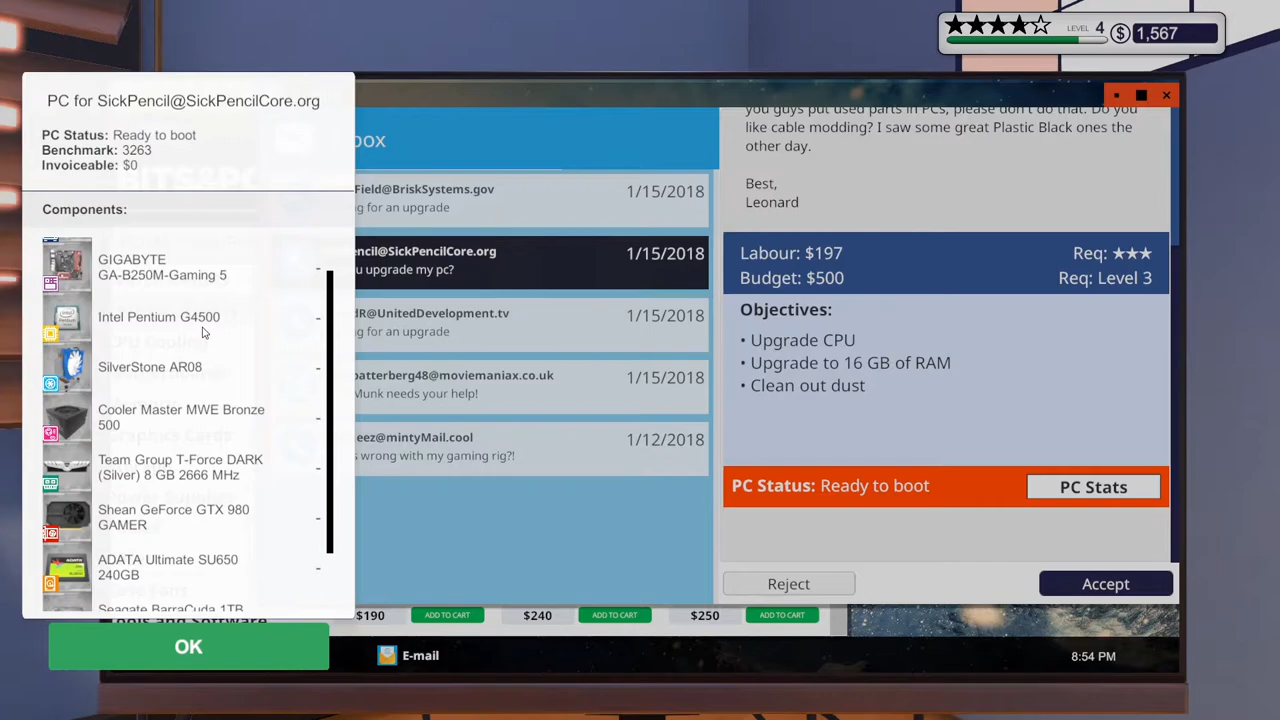 LEVEL 4
$ 1,567
PC for SickPencil@SickPencilCore.org
PC Status: Ready to boot
Benchmark: 3263
Invoiceable: $0
Components:
GIGABYTE
GA-B250M-Gaming 5
-
Intel Pentium G4500
-
SilverStone AR08
-
Cooler Master MWE Bronze
500
-
Team Group T-Force DARK
(Silver) 8 GB 2666 MHz
-
Shean GeForce GTX 980
GAMER
-
ADATA Ultimate SU650
240GB
-
Seagate BarraCuda 1TB
OK
box
Field@BriskSystems.gov
1/15/2018
g for an upgrade
encil@SickPencilCore.org
1/15/2018
u upgrade my pc?
dR@UnitedDevelopment.tv
1/15/2018
g for an upgrade
patterberg48@moviemaniax.co.uk
1/15/2018
Munk needs your help!
eez@mintyMail.cool
1/12/2018
s wrong with my gaming rig?!
you guys put used parts in PCs, please don't do that. Do you
like cable modding? I saw some great Plastic Black ones the
other day.
Best,
Leonard
Labour: $197
Req: ★★★
Budget: $500
Req: Level 3
Objectives:
• Upgrade CPU
• Upgrade to 16 GB of RAM
• Clean out dust
PC Status: Ready to boot
PC Stats
Reject
Accept
Tools and Software
$190
ADD TO CART
$240
ADD TO CART
$250
ADD TO CART
E-mail
8:54 PM